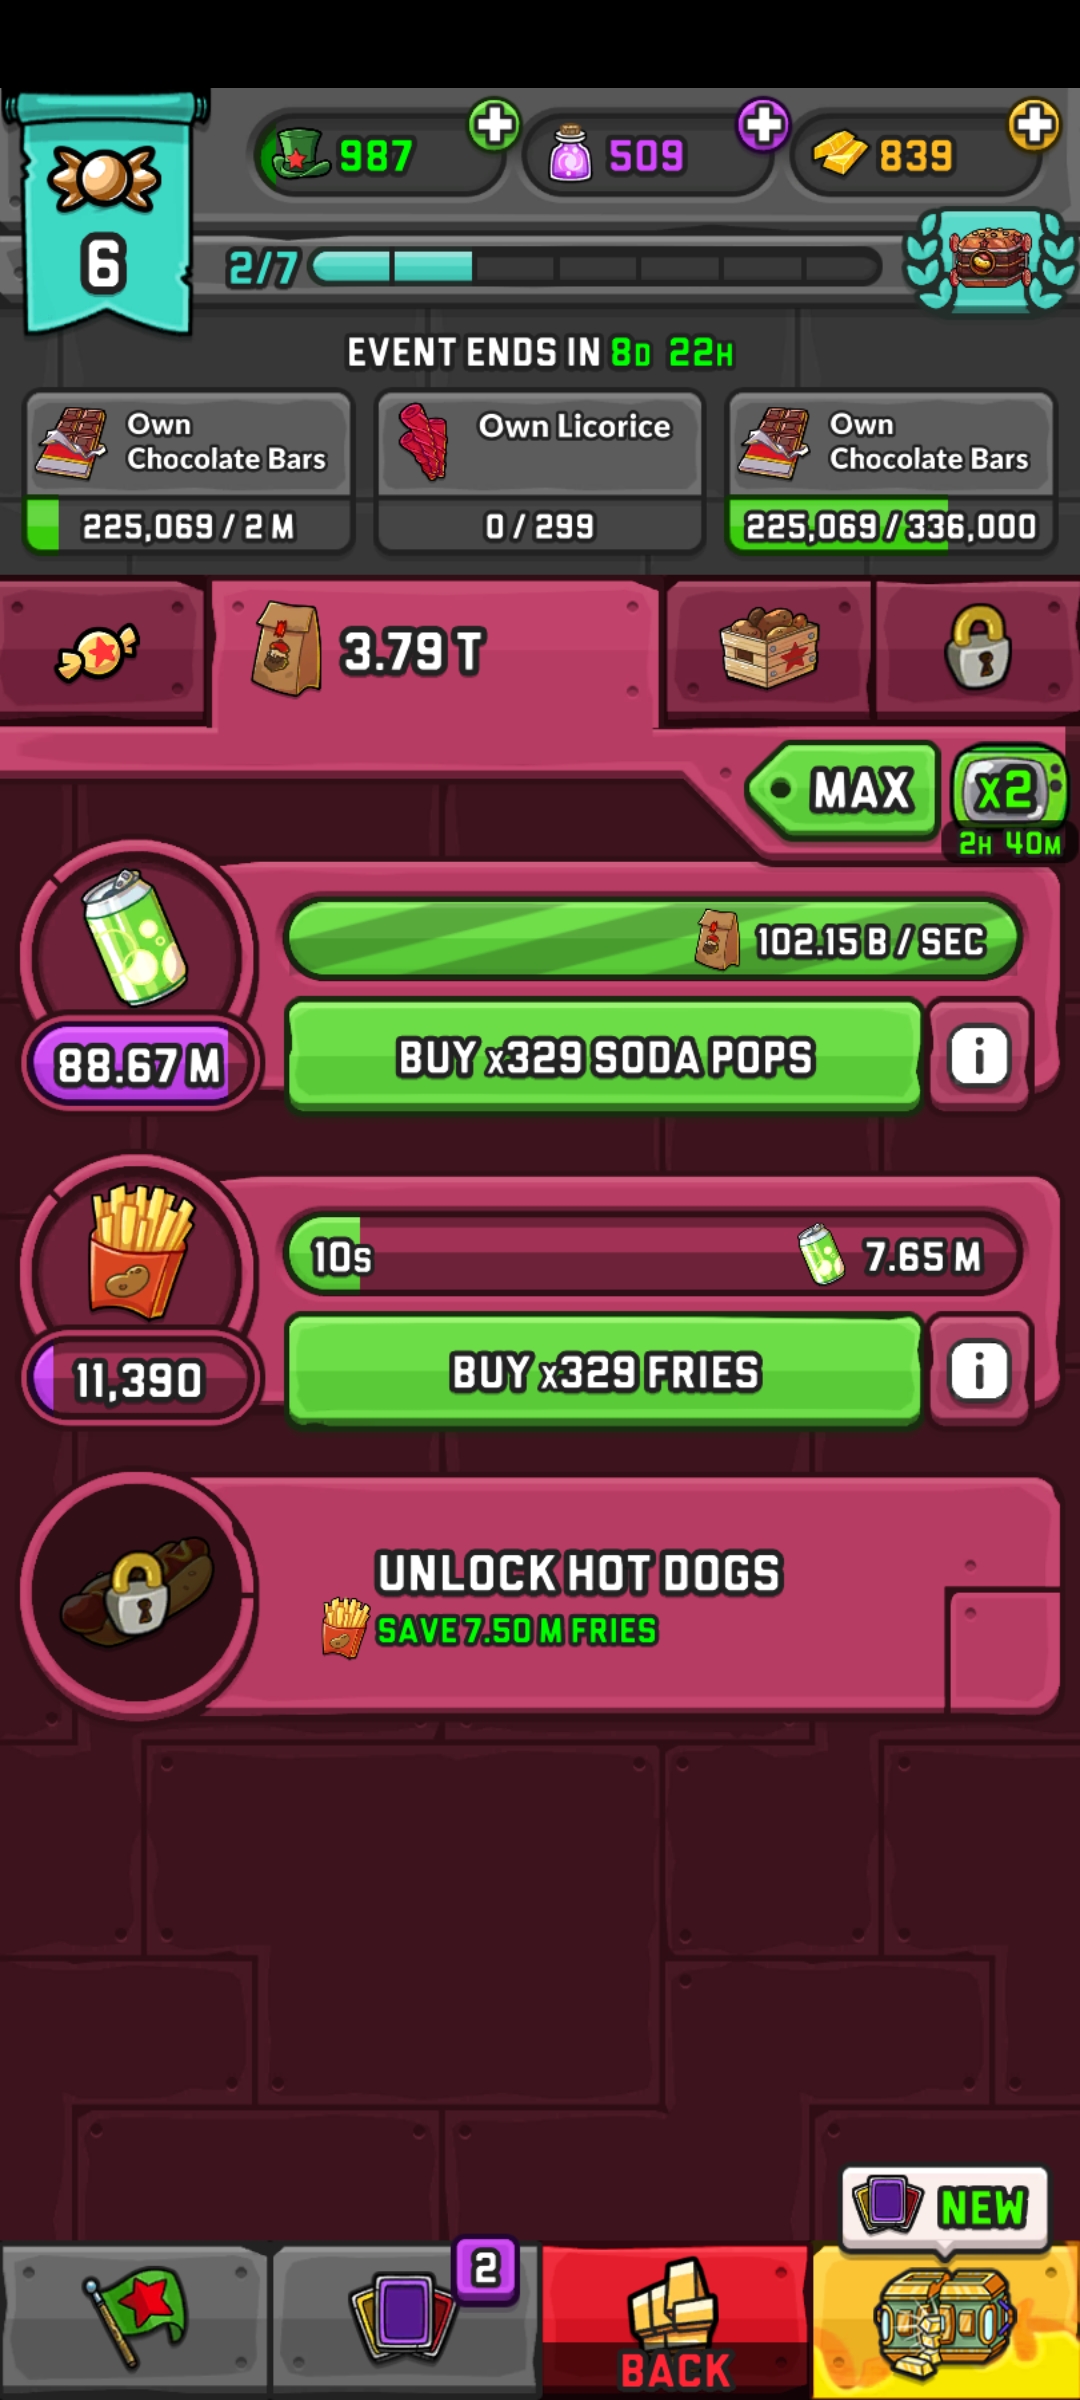 987
509
839
6
2/7
EVENT ENDS IN 8D 22H
Own
Chocolate Bars
225,069 / 2 M
Own Licorice
0 / 299
Own
Chocolate Bars
225,069 / 336,000
3.79 T
MAX
x2
2H 40M
102.15 B / SEC
88.67 M
BUY x329 SODA POPS
i
10s
7.65 M
11,390
BUY x329 FRIES
i
UNLOCK HOT DOGS
SAVE 7.50 M FRIES
NEW
2
BACK